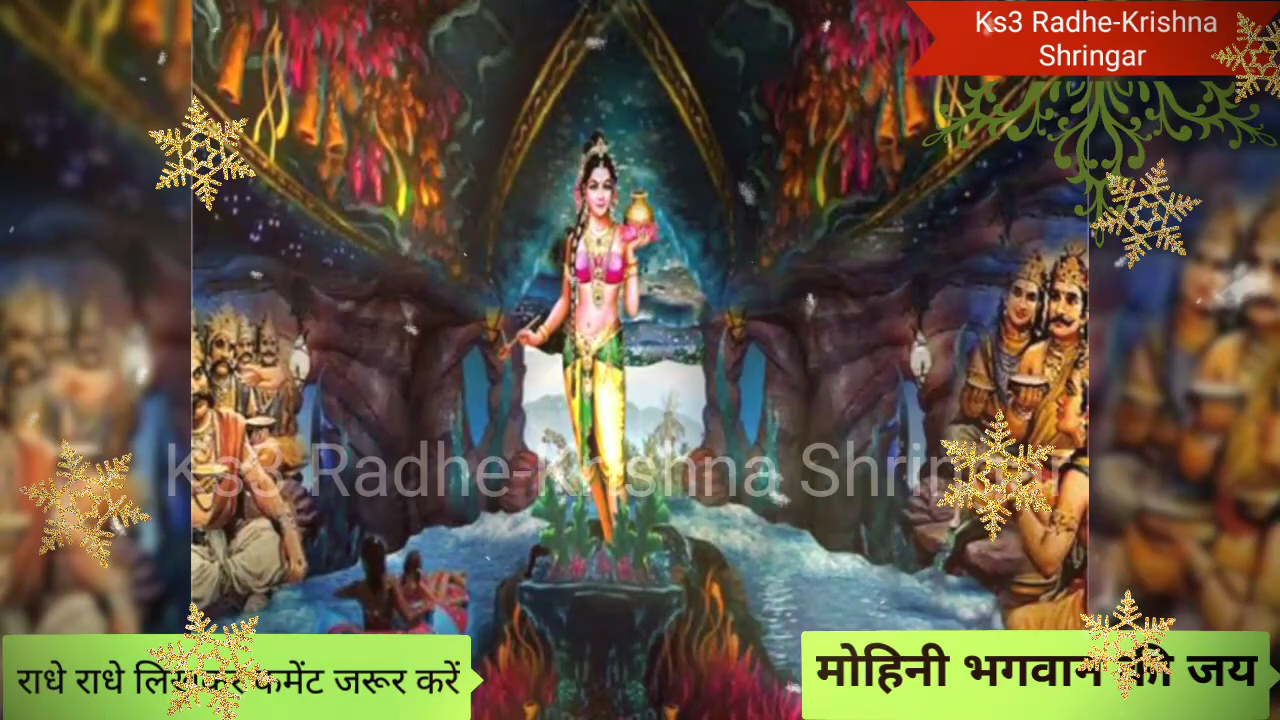 Ks3 Radhe-Krishna
Shringar
Ks3 Radhe-Krishna Shringar
राधे राधे लिखकर कमेंट जरूर करें
मोहिनी भगवान की जय